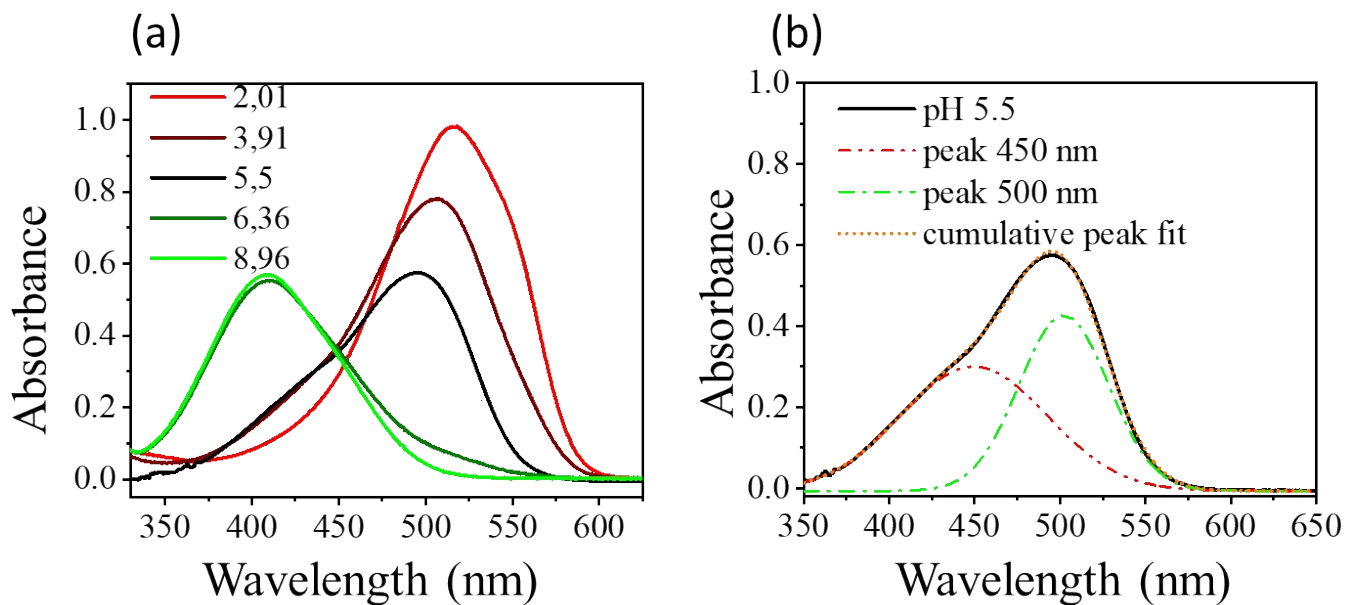 (a)
1.0
0.8
0.6
0.4
0.2
0.0
Absorbance
2,01
3,91
5,5
6,36
8,96
350 400 450 500 550 600
Wavelength (nm)
(b)
1.0
0.8
0.6
0.4
0.2
0.0
Absorbance
pH 5.5
peak 450 nm
peak 500 nm
cumulative peak fit
350 400 450 500 550 600 650
Wavelength (nm)